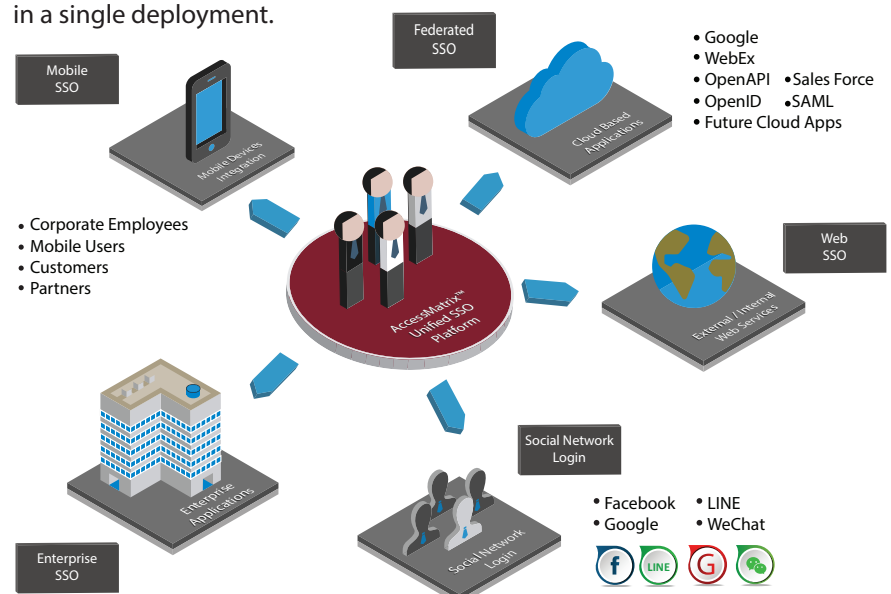 in a single deployment.
Federated
SSO
Mobile
SSO
• Google
• WebEx
• OpenAPI • Sales Force
• OpenID • SAML
• Future Cloud Apps
Cloud Based
Applications
Mobile Devices
Integration
• Corporate Employees
• Mobile Users
• Customers
• Partners
Web
SSO
AccessMatrix™
Unified SSO
Platform
External / Internal
Web Services
Enterprise
Applications
Social Network
Login
Enterprise
SSO
Social Network
Login
• Facebook • LINE
• Google • WeChat
f LINE G